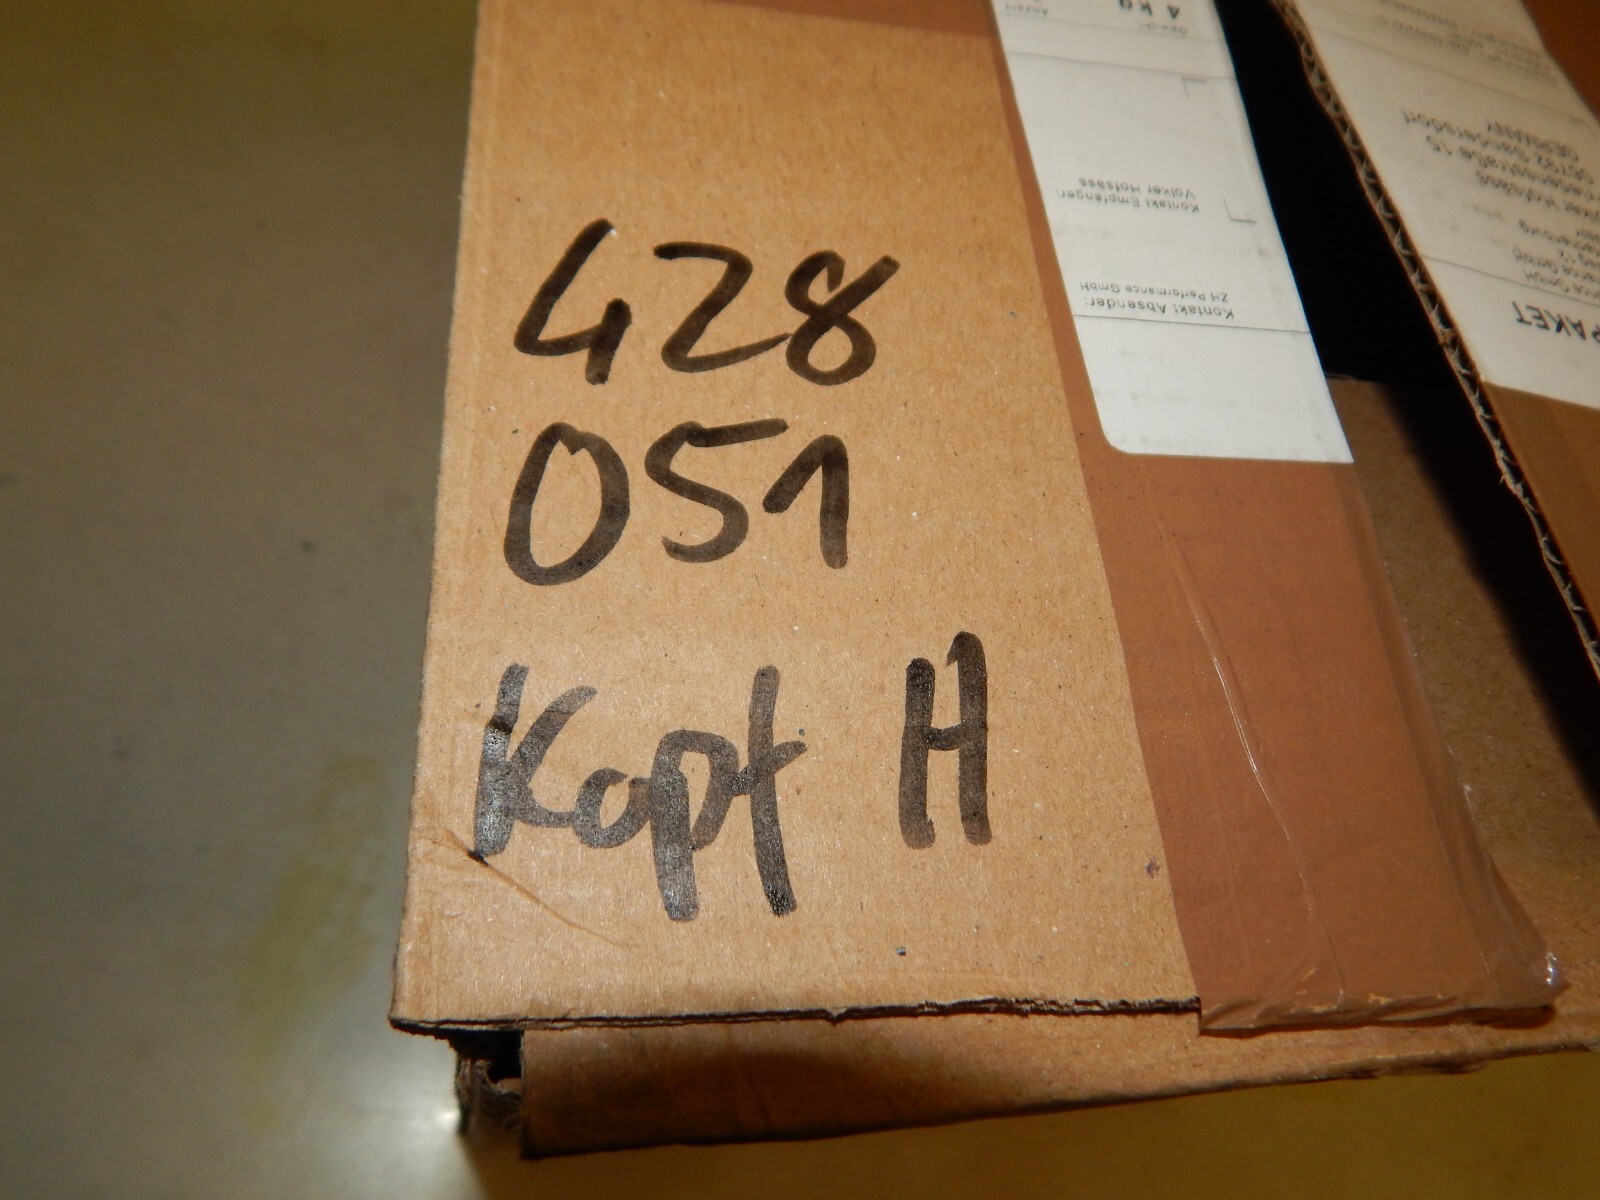 428
051
Kopf H
4 kg
Kontakt Empfänger:
Volker Hofsäss
Kontakt Absender:
ZH Performance GmbH
GERMANY
PAKET